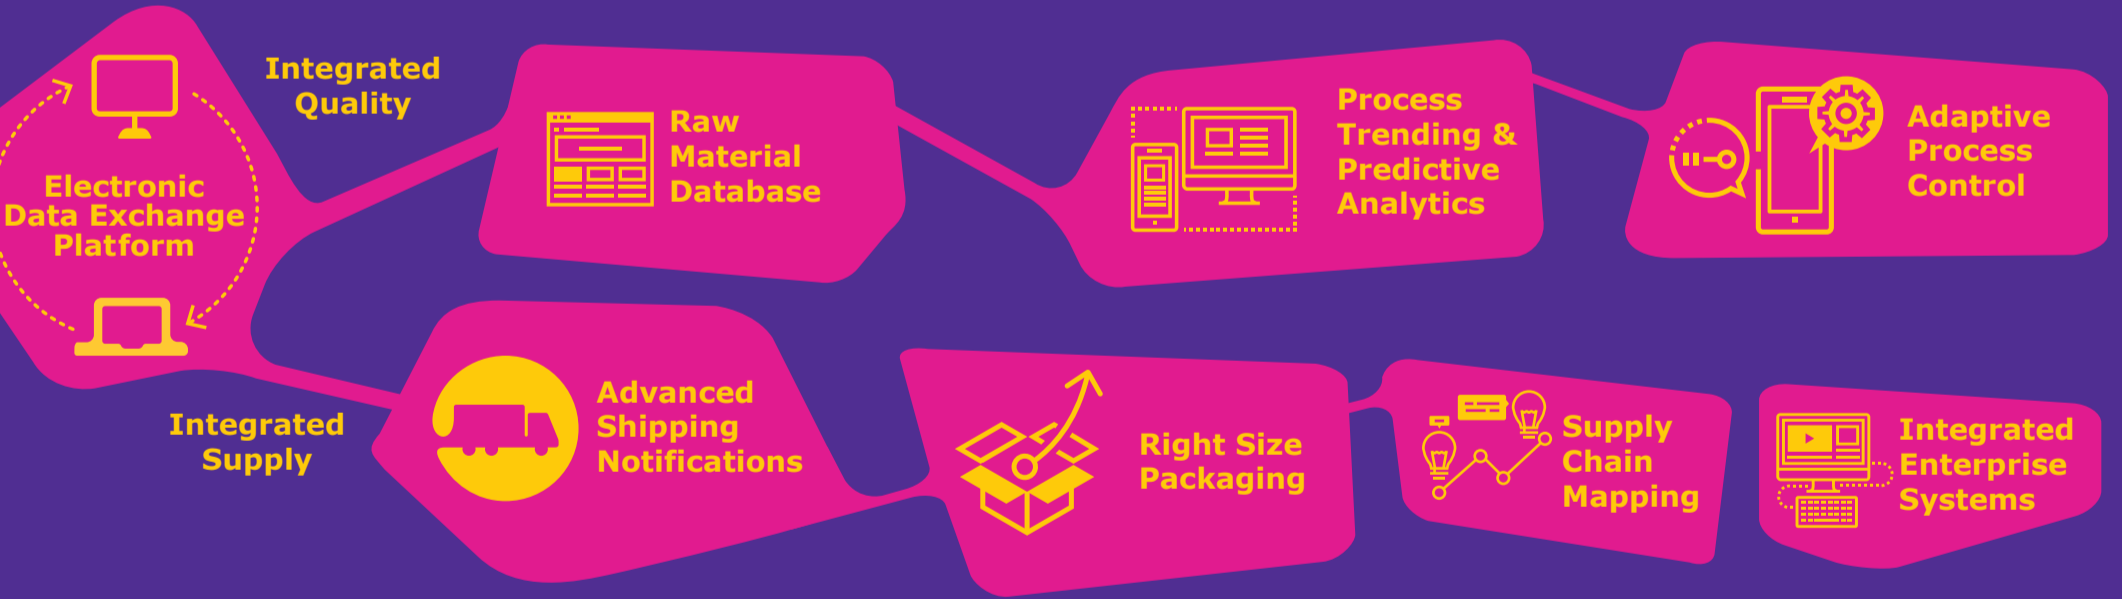 Electronic
Data Exchange
Platform
Integrated
Quality
Raw
Material
Database
Process
Trending &
Predictive
Analytics
Adaptive
Process
Control
Integrated
Supply
Advanced
Shipping
Notifications
Right Size
Packaging
Supply
Chain
Mapping
Integrated
Enterprise
Systems